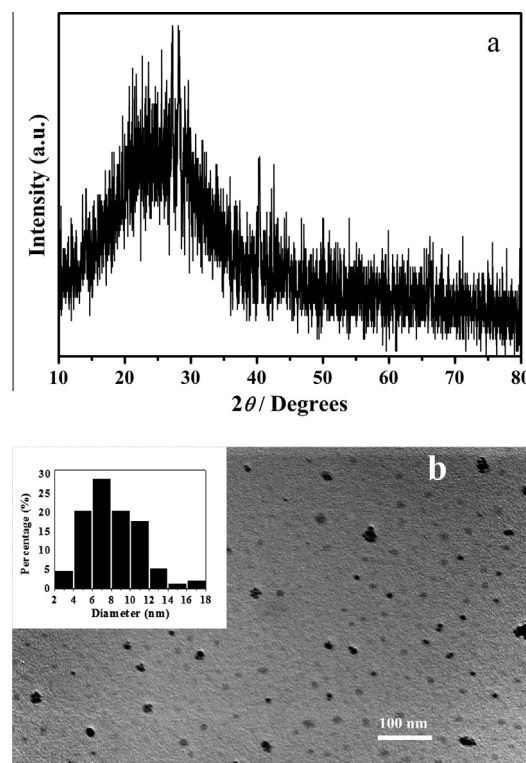 a
Intensity (a.u.)
10 20 30 40 50 60 70 80
2θ / Degrees
b
30
25
20
15
10
5
0
Percentage (%)
2 4 6 8 10 12 14 16 18
Diameter (nm)
100 nm